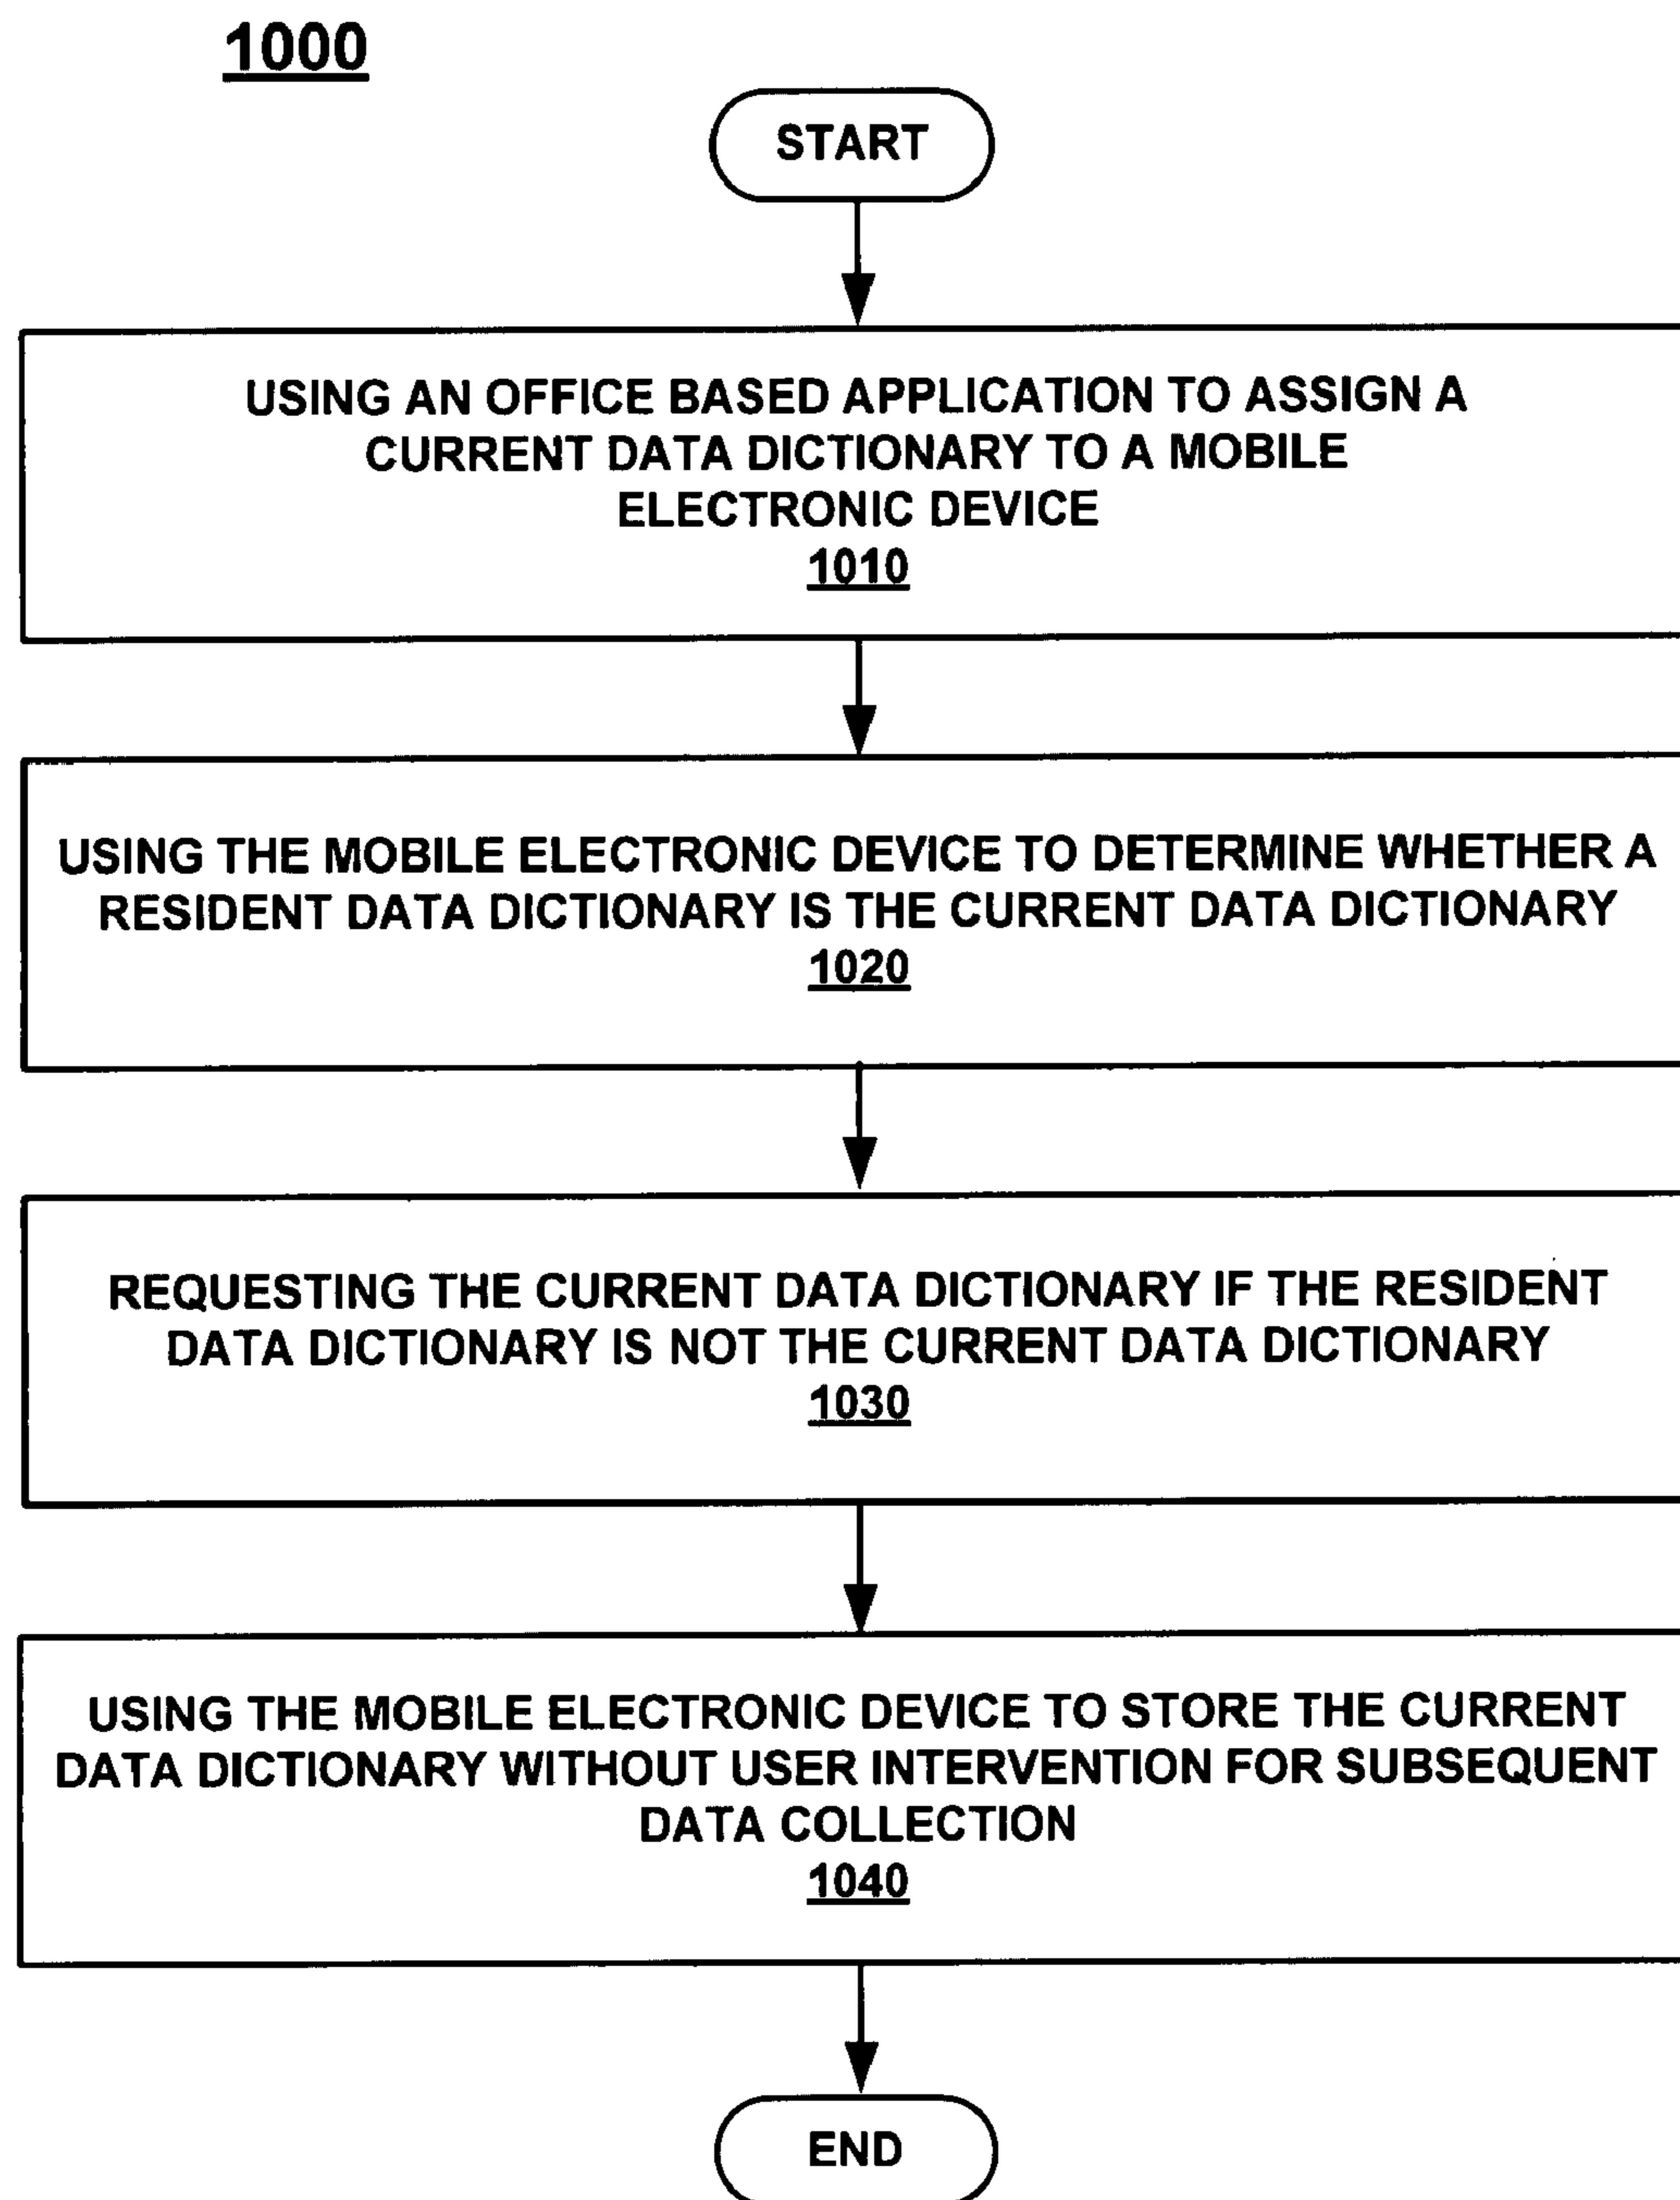 1000
START
USING AN OFFICE BASED APPLICATION TO ASSIGN A
CURRENT DATA DICTIONARY TO A MOBILE
ELECTRONIC DEVICE
1010
USING THE MOBILE ELECTRONIC DEVICE TO DETERMINE WHETHER A
RESIDENT DATA DICTIONARY IS THE CURRENT DATA DICTIONARY
1020
REQUESTING THE CURRENT DATA DICTIONARY IF THE RESIDENT
DATA DICTIONARY IS NOT THE CURRENT DATA DICTIONARY
1030
USING THE MOBILE ELECTRONIC DEVICE TO STORE THE CURRENT
DATA DICTIONARY WITHOUT USER INTERVENTION FOR SUBSEQUENT
DATA COLLECTION
1040
END